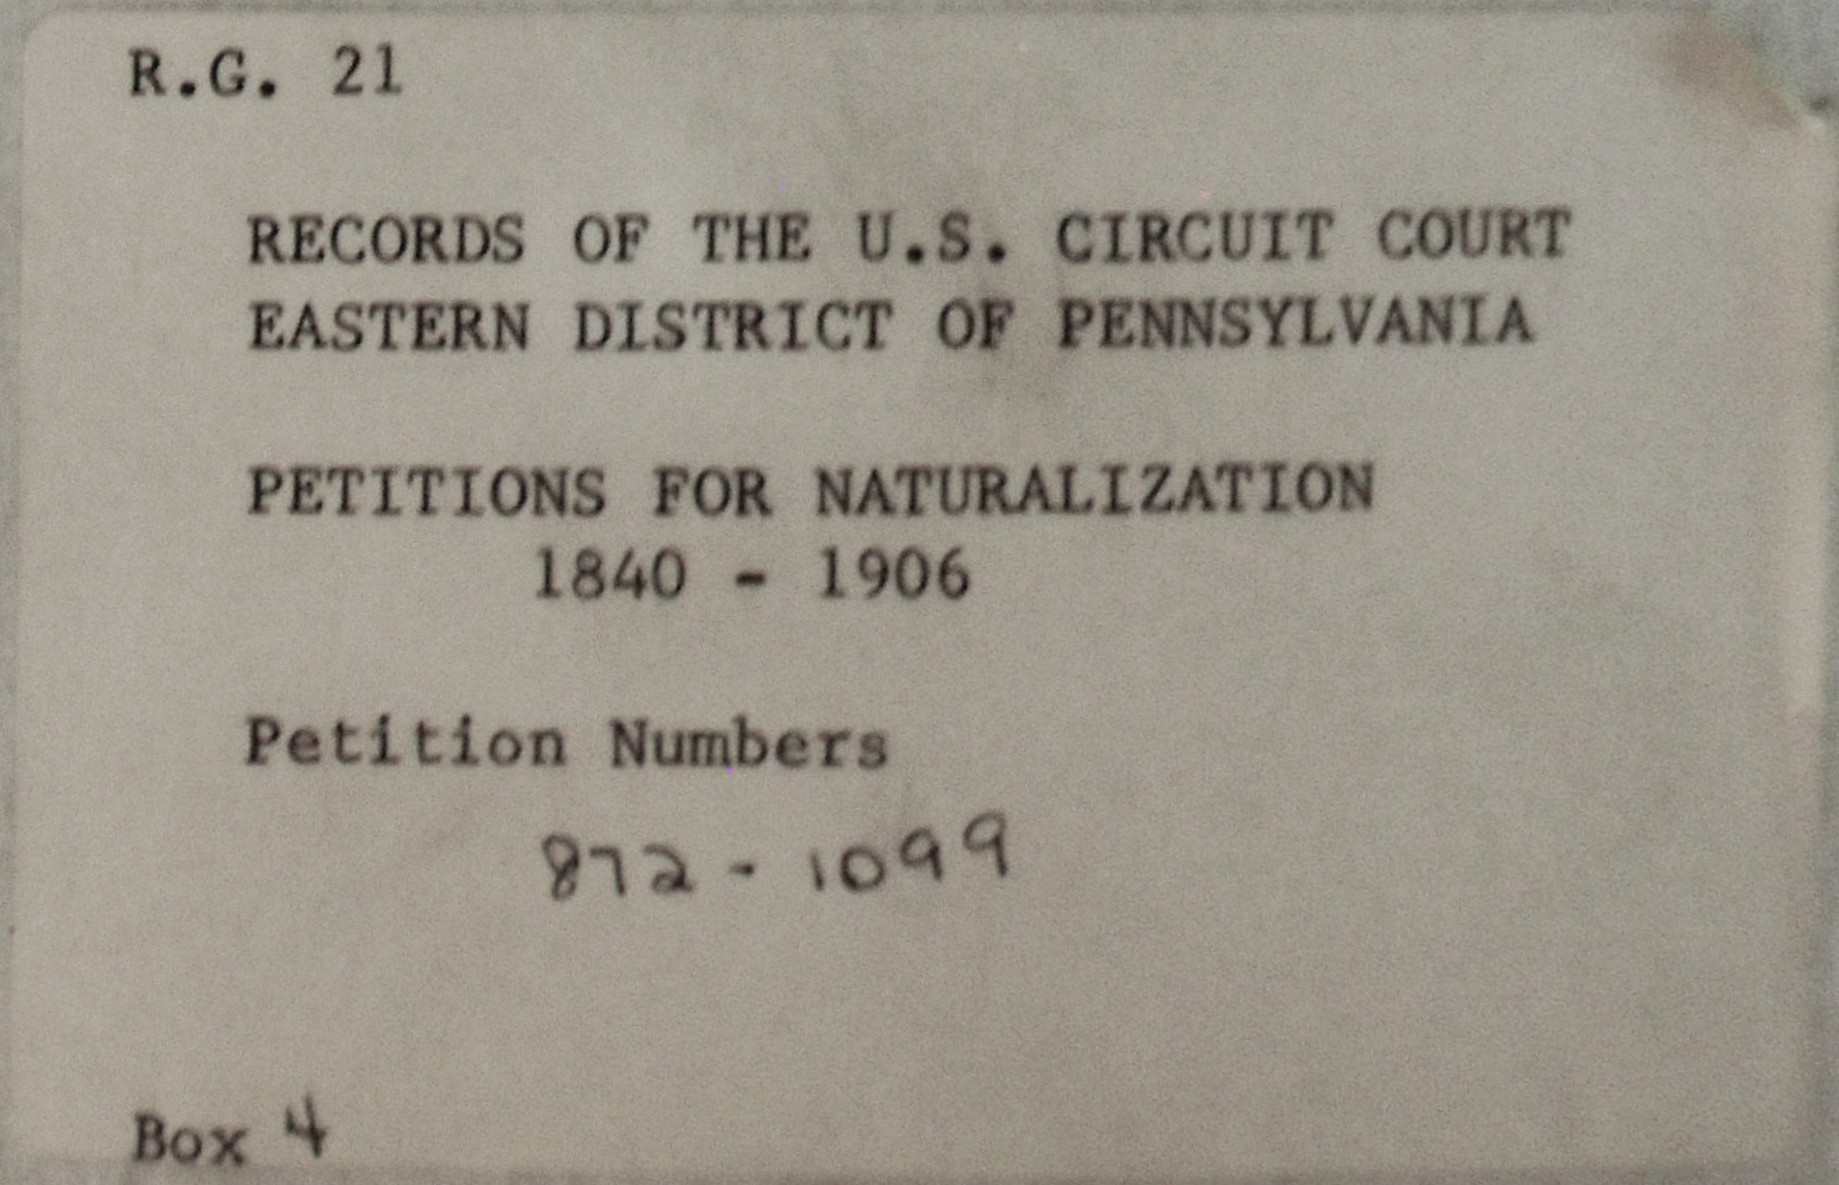 R.G. 21
RECORDS OF THE U.S. CIRCUIT COURT
EASTERN DISTRICT OF PENNSYLVANIA
PETITIONS FOR NATURALIZATION
1840 - 1906
Petition Numbers
872 - 1099
Box 4